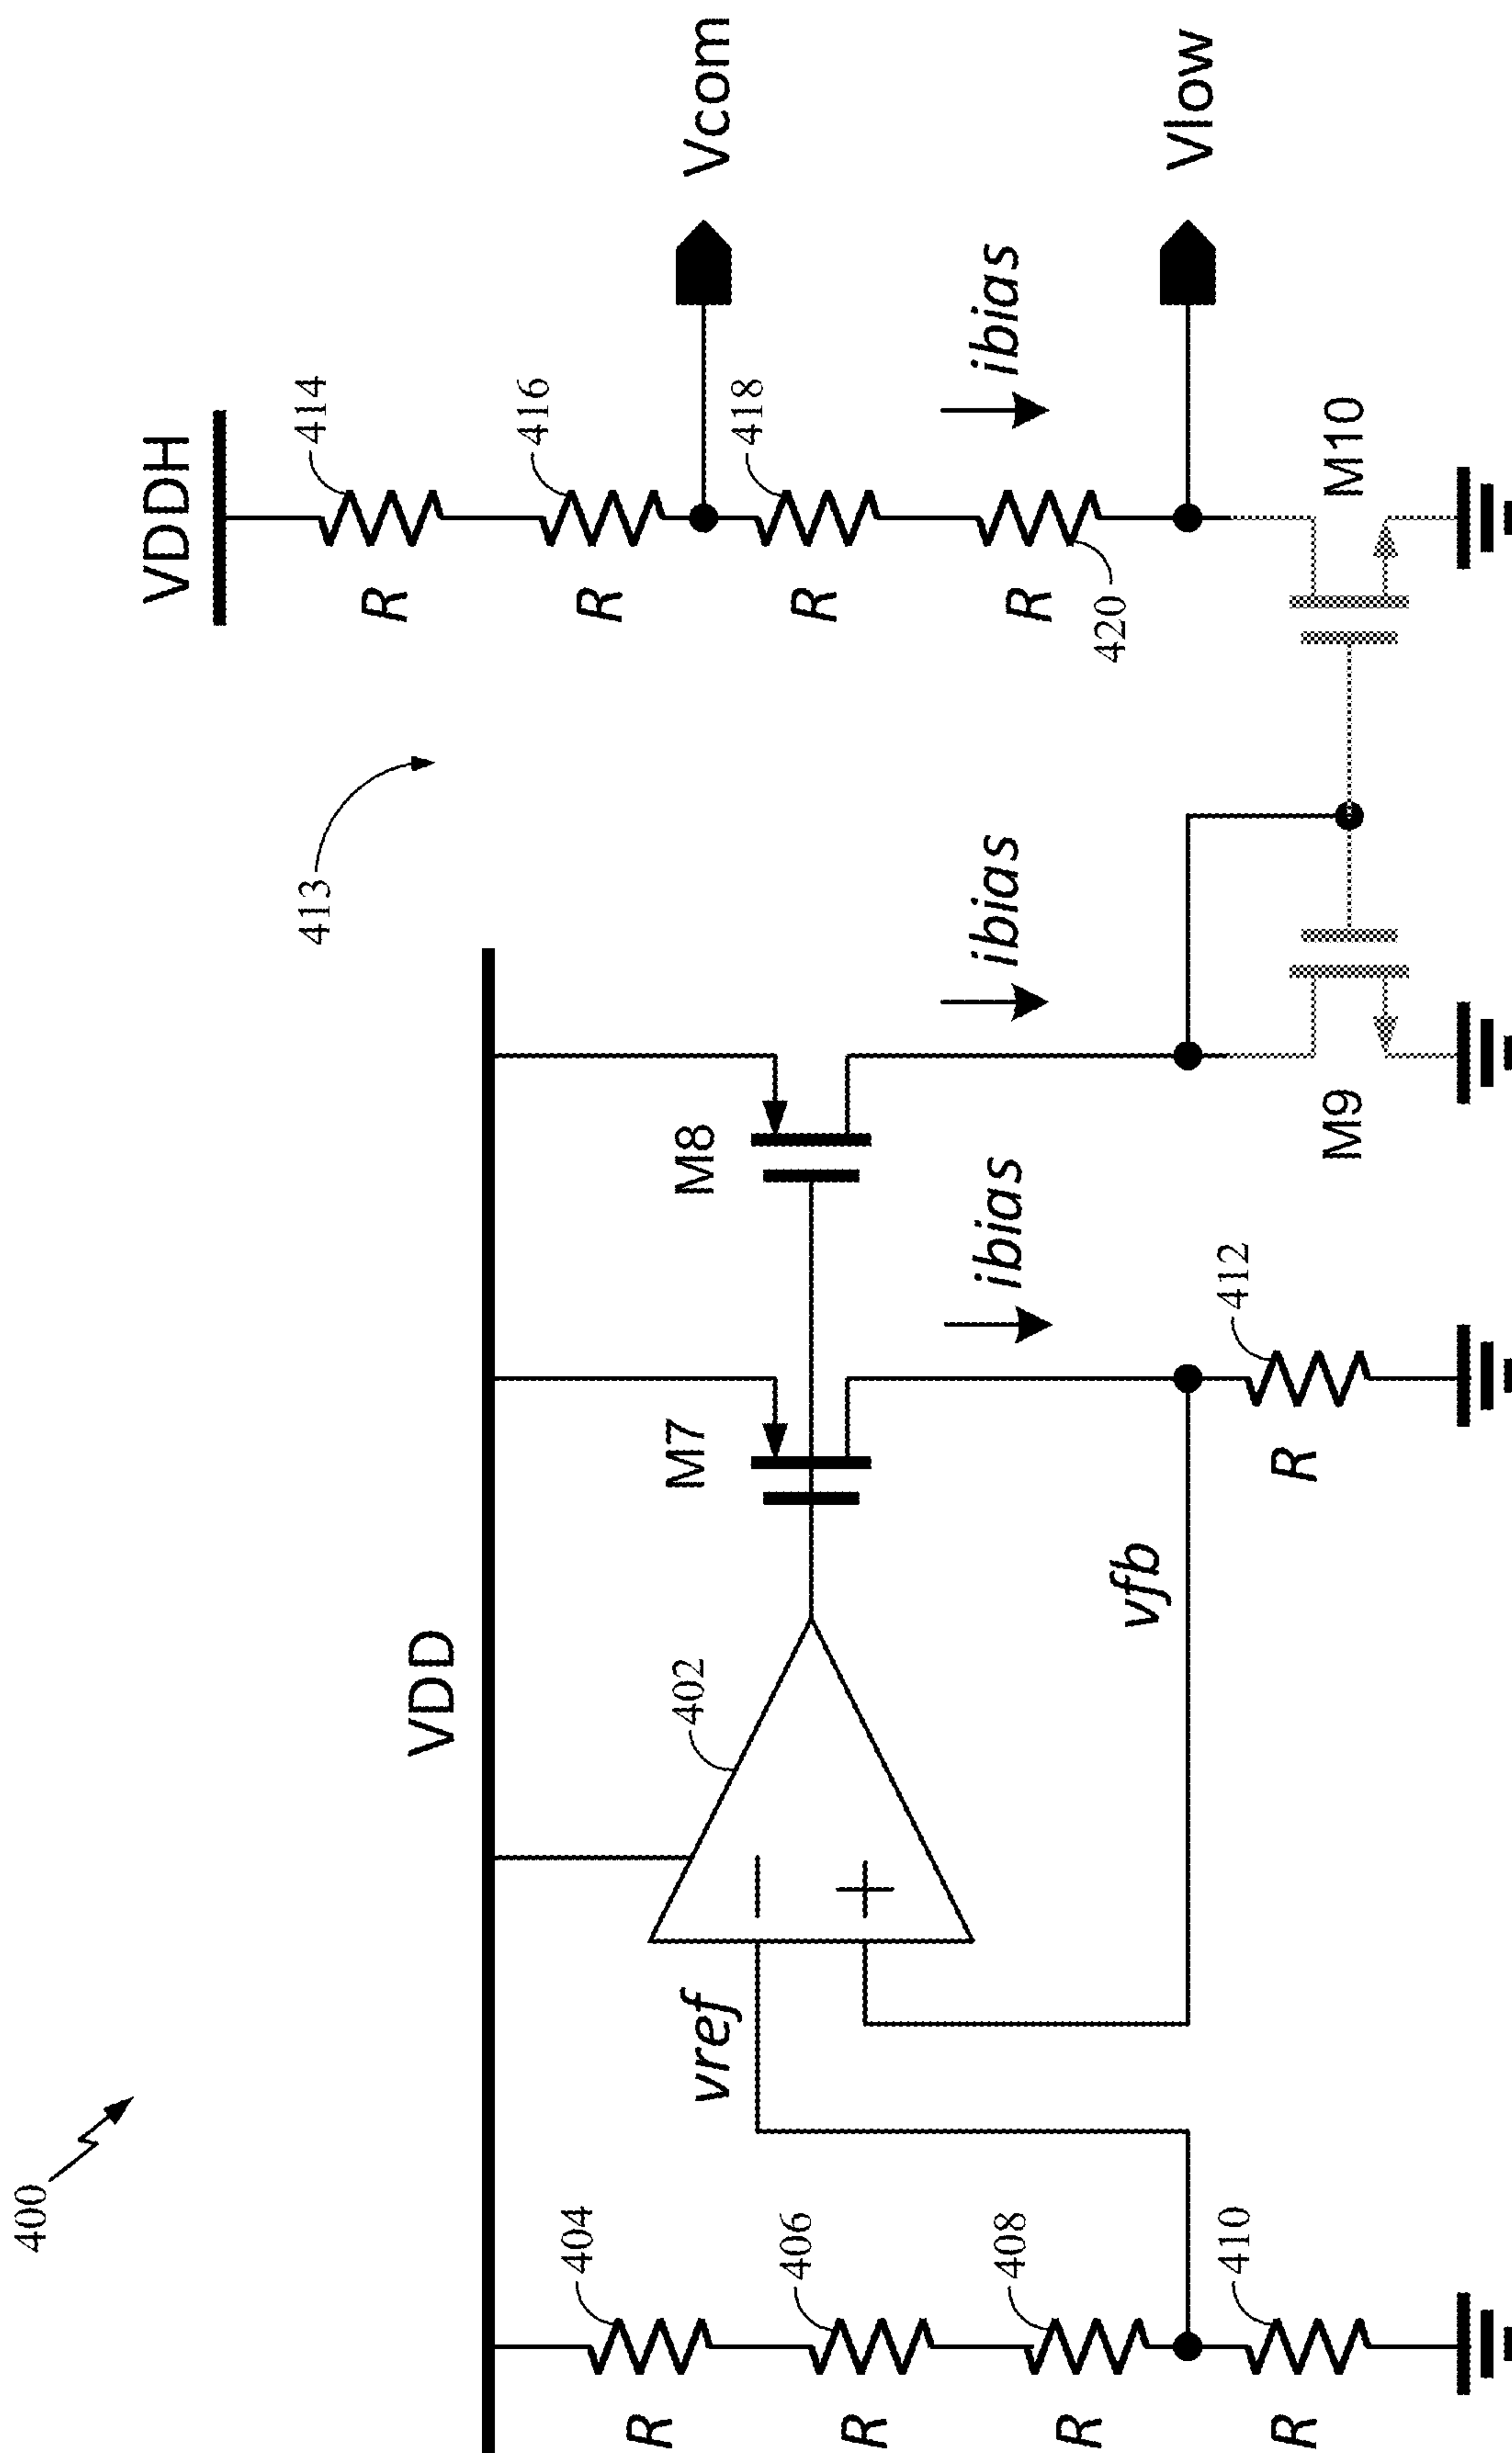 400
VDD
VDDH
413
404
R
406
R
408
R
410
R
vref
402
vfb
M7
M8
ibias
412
R
ibias
M9
414
R
416
R
Vcom
418
R
420
R
ibias
Vlow
M10